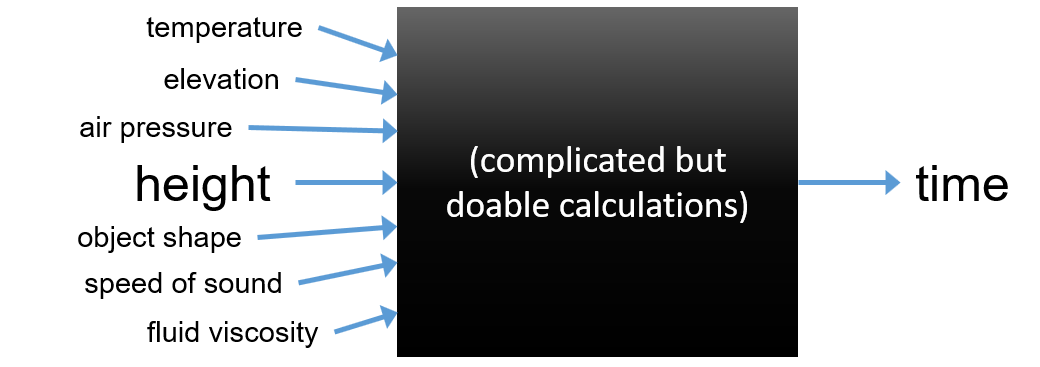 temperature
elevation
air pressure
height
object shape
speed of sound
fluid viscosity
(complicated but
doable calculations)
time